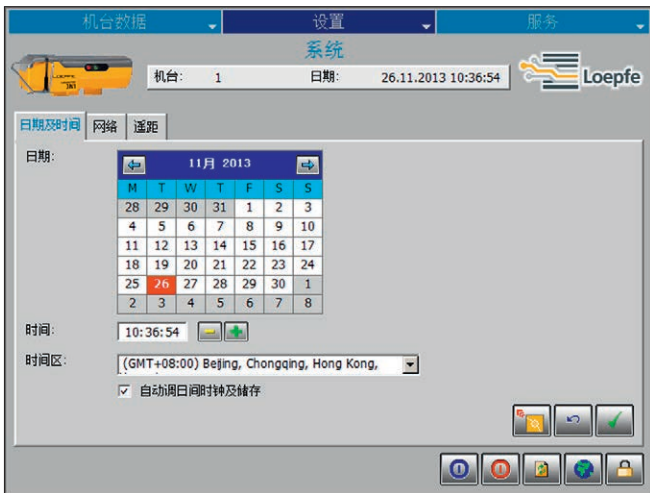 机台数据 设置 服务
系统
机台: 1 日期: 26.11.2013 10:36:54
Loepfe
日期及时间 网络 遥距
日期:
11月 2013
M T W T F S S
28 29 30 31 1 2 3
4 5 6 7 8 9 10
11 12 13 14 15 16 17
18 19 20 21 22 23 24
25 26 27 28 29 30 1
2 3 4 5 6 7 8
时间: 10:36:54
时间区: (GMT+08:00) Beijing, Chongqing, Hong Kong,
自动调日间时钟及储存